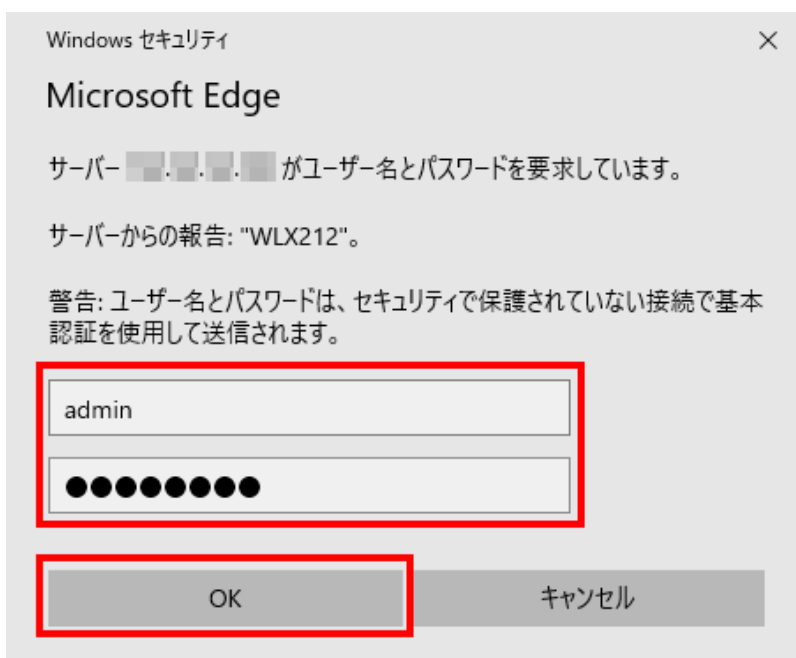 Windows セキュリティ
Microsoft Edge
サーバー . . . がユーザー名とパスワードを要求しています。
サーバーからの報告: "WLX212"。
警告: ユーザー名とパスワードは、セキュリティで保護されていない接続で基本
認証を使用して送信されます。
admin
●●●●●●●●
OK
キャンセル